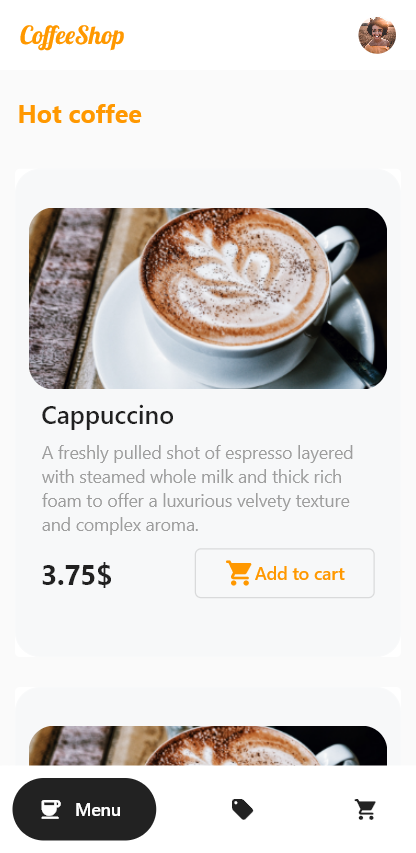 CoffeeShop
Hot coffee
Cappuccino
A freshly pulled shot of espresso layered
with steamed whole milk and thick rich
foam to offer a luxurious velvety texture
and complex aroma.
3.75$
Add to cart
Menu